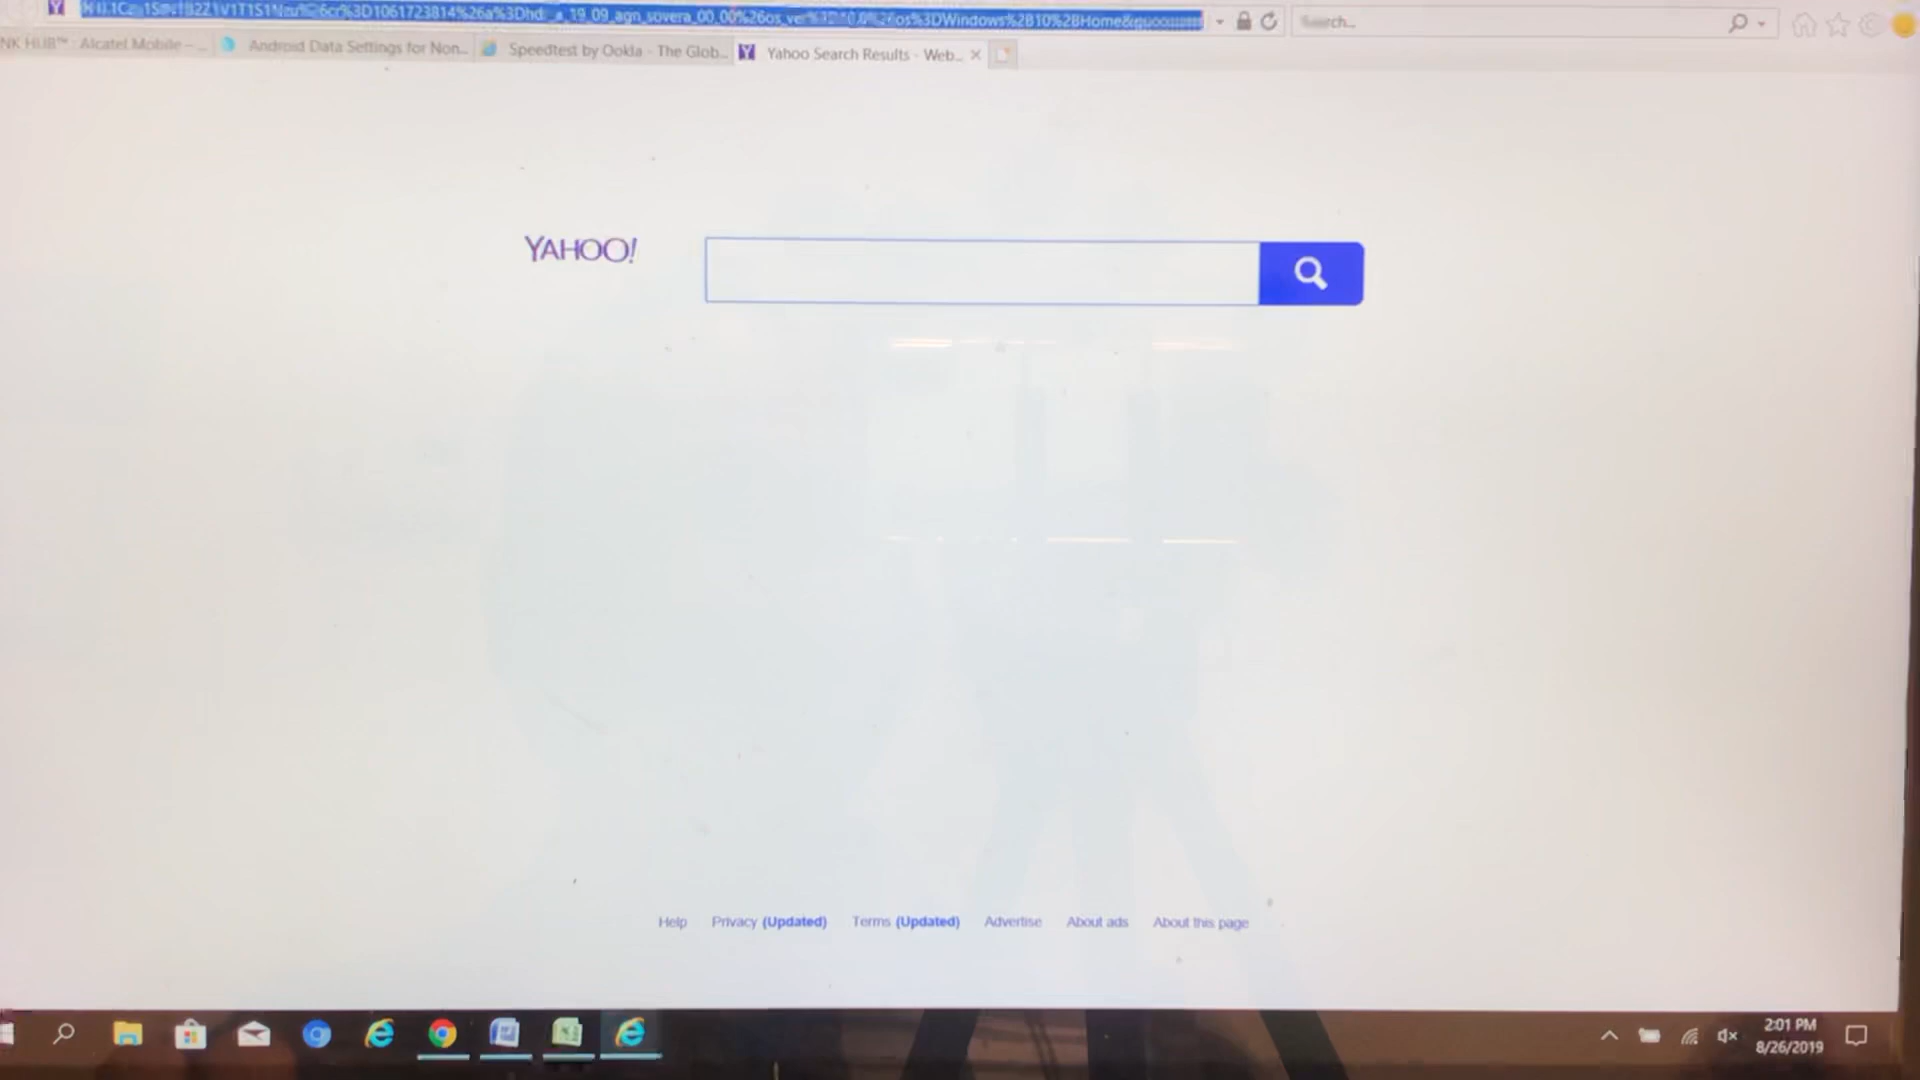 Search...
NK HUB™ : Alcatel Mobile - ...
Android Data Settings for Non...
Speedtest by Ookla - The Glob...
Yahoo Search Results - Web...
YAHOO!
Help Privacy (Updated) Terms (Updated) Advertise About ads About this page
2:01 PM
8/26/2019